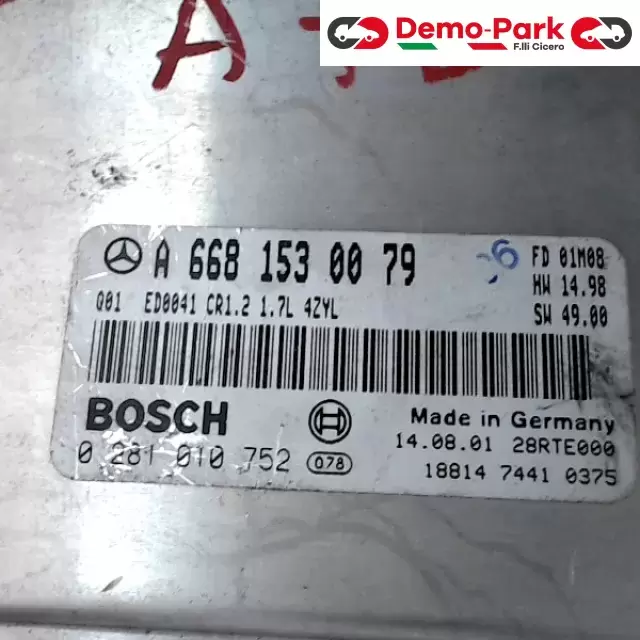 Demo-Park
F.lli Cicero
A 668 153 00 79
FD 01M08
HW 14.98
Q01 ED0041 CR1.2 1.7L 4ZYL
SW 49.00
BOSCH
Made in Germany
0 281 010 752 078
14.08.01 28RTE000
18814 7441 0375